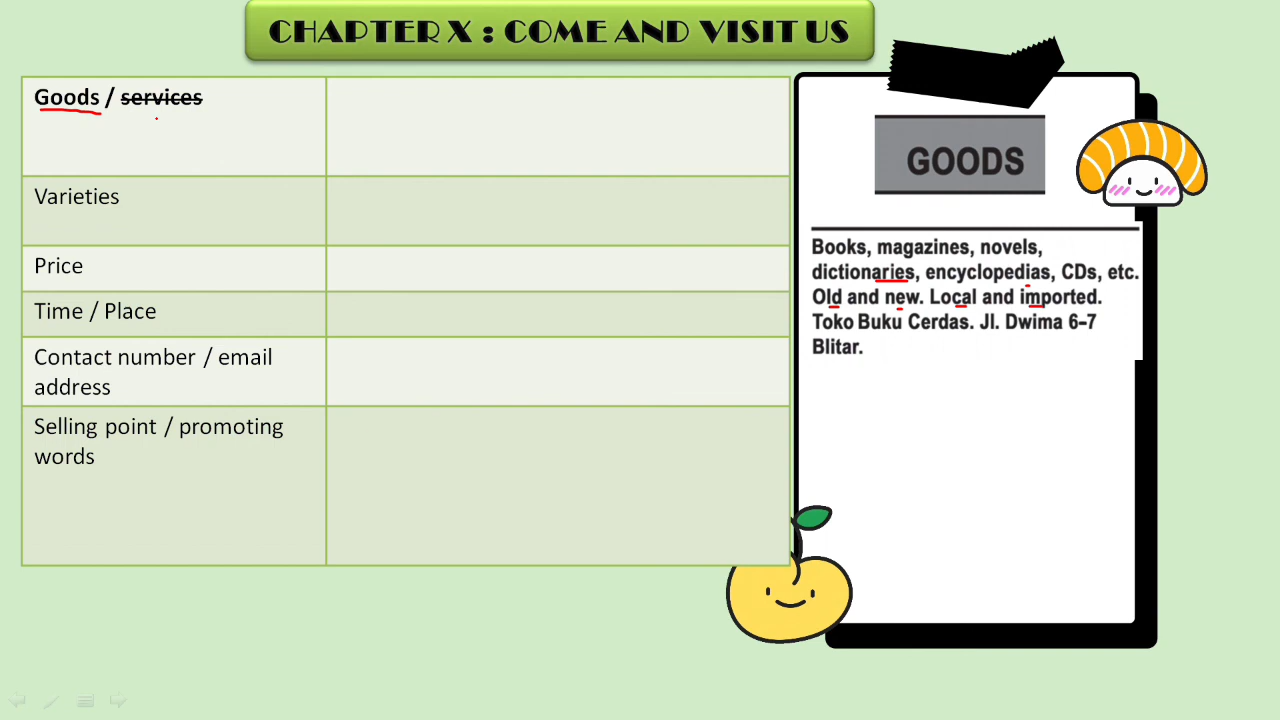 CHAPTER X : COME AND VISIT US
Goods / services
Varieties
Price
Time / Place
Contact number / email
address
Selling point / promoting
words
GOODS
Books, magazines, novels,
dictionaries, encyclopedias, CDs, etc.
Old and new. Local and imported.
Toko Buku Cerdas. Jl. Dwima 6–7
Blitar.